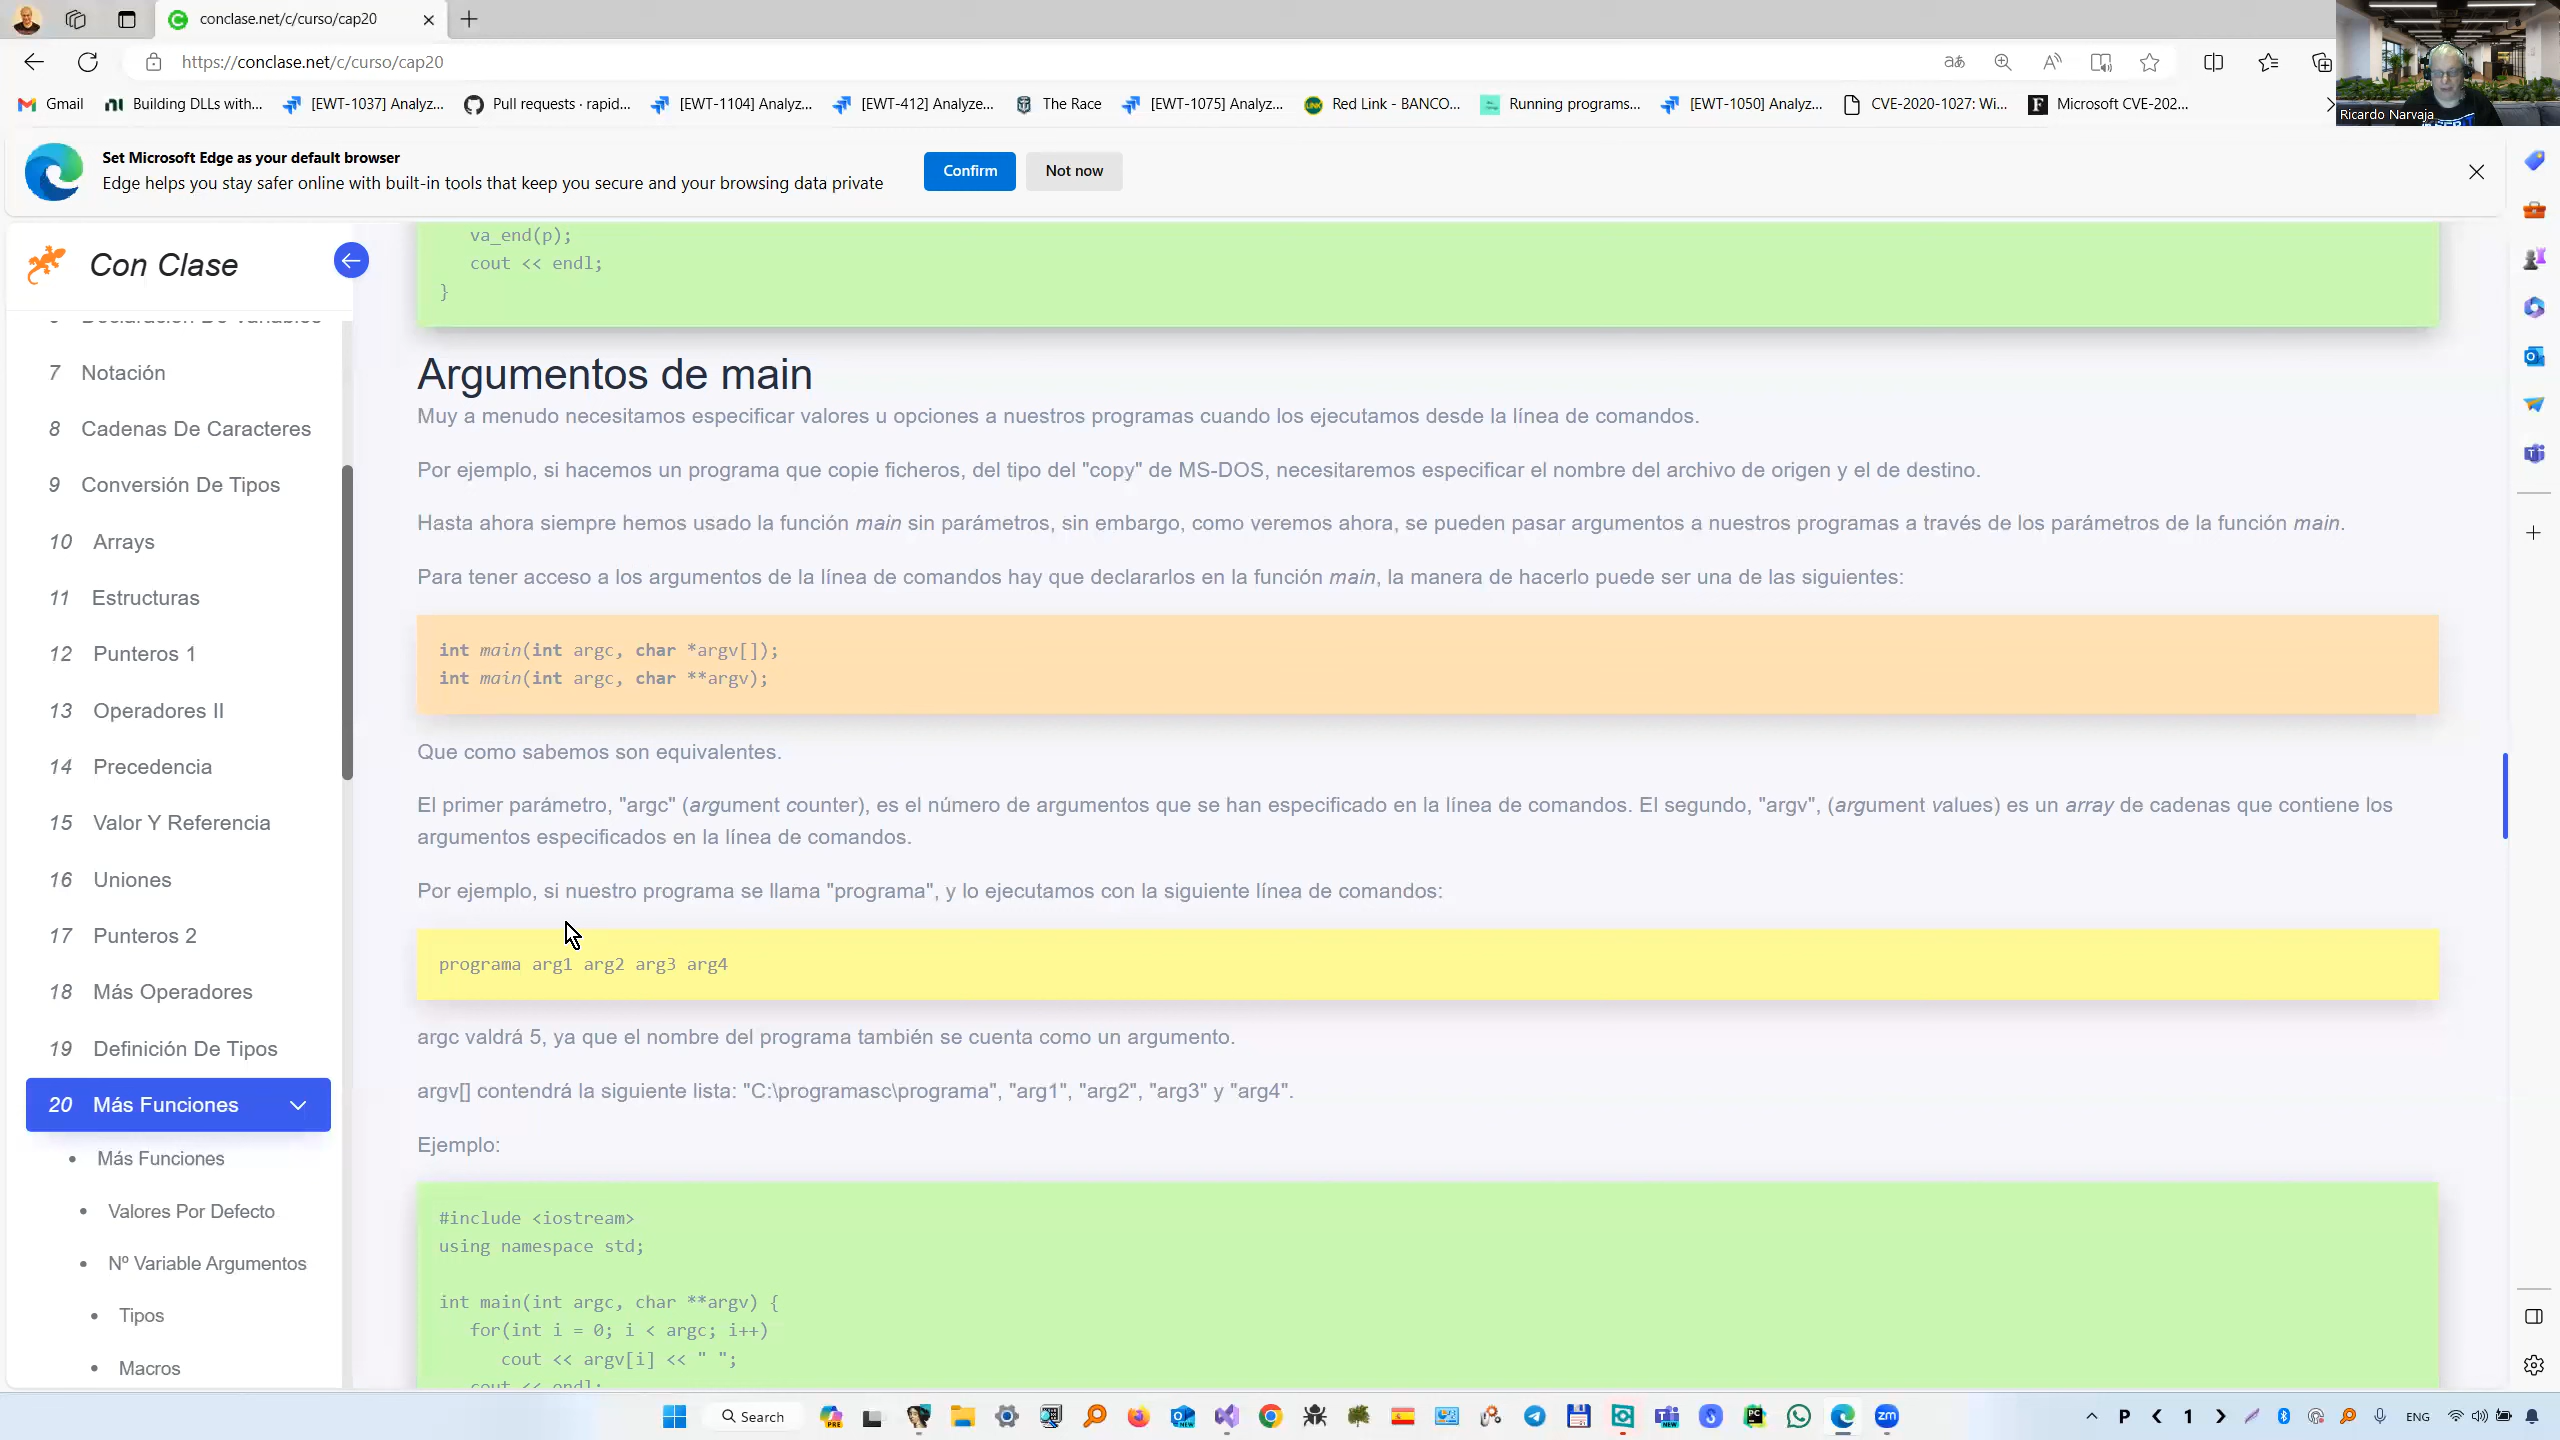 conclase.net/c/curso/cap20
https://conclase.net/c/curso/cap20
Gmail
Building DLLs with...
[EWT-1037] Analyz...
Pull requests · rapid...
[EWT-1104] Analyz...
[EWT-412] Analyze...
The Race
[EWT-1075] Analyz...
Red Link - BANCO...
Running programs...
[EWT-1050] Analyz...
CVE-2020-1027: Wi...
Microsoft CVE-202...
Ricardo Narvaja
Set Microsoft Edge as your default browser
Edge helps you stay safer online with built-in tools that keep you secure and your browsing data private
Confirm
Not now
Con Clase
7 Notación
8 Cadenas De Caracteres
9 Conversión De Tipos
10 Arrays
11 Estructuras
12 Punteros 1
13 Operadores II
14 Precedencia
15 Valor Y Referencia
16 Uniones
17 Punteros 2
18 Más Operadores
19 Definición De Tipos
20 Más Funciones
Más Funciones
Valores Por Defecto
Nº Variable Argumentos
Tipos
Macros
va_end(p);
cout << endl;
}
Argumentos de main
Muy a menudo necesitamos especificar valores u opciones a nuestros programas cuando los ejecutamos desde la línea de comandos.
Por ejemplo, si hacemos un programa que copie ficheros, del tipo del "copy" de MS-DOS, necesitaremos especificar el nombre del archivo de origen y el de destino.
Hasta ahora siempre hemos usado la función main sin parámetros, sin embargo, como veremos ahora, se pueden pasar argumentos a nuestros programas a través de los parámetros de la función main.
Para tener acceso a los argumentos de la línea de comandos hay que declararlos en la función main, la manera de hacerlo puede ser una de las siguientes:
int main(int argc, char *argv[]);
int main(int argc, char **argv);
Que como sabemos son equivalentes.
El primer parámetro, "argc" (argument counter), es el número de argumentos que se han especificado en la línea de comandos. El segundo, "argv", (argument values) es un array de cadenas que contiene los
argumentos especificados en la línea de comandos.
Por ejemplo, si nuestro programa se llama "programa", y lo ejecutamos con la siguiente línea de comandos:
programa arg1 arg2 arg3 arg4
argc valdrá 5, ya que el nombre del programa también se cuenta como un argumento.
argv[] contendrá la siguiente lista: "C:\programasc\programa", "arg1", "arg2", "arg3" y "arg4".
Ejemplo:
#include <iostream>
using namespace std;
int main(int argc, char **argv) {
for(int i = 0; i < argc; i++)
cout << argv[i] << " ";
cout << endl;
Search
P
1
ENG